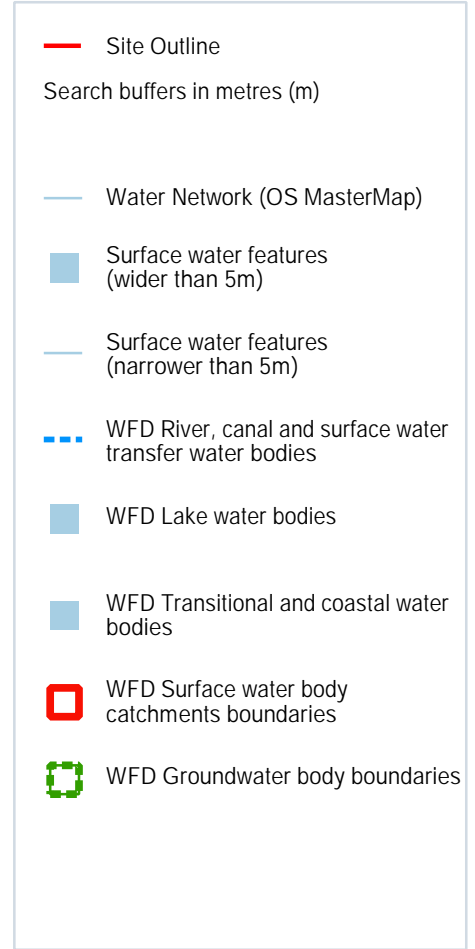 Site Outline
Search buffers in metres (m)
Water Network (OS MasterMap)
Surface water features
(wider than 5m)
Surface water features
(narrower than 5m)
WFD River, canal and surface water
transfer water bodies
WFD Lake water bodies
WFD Transitional and coastal water
bodies
WFD Surface water body
catchments boundaries
WFD Groundwater body boundaries